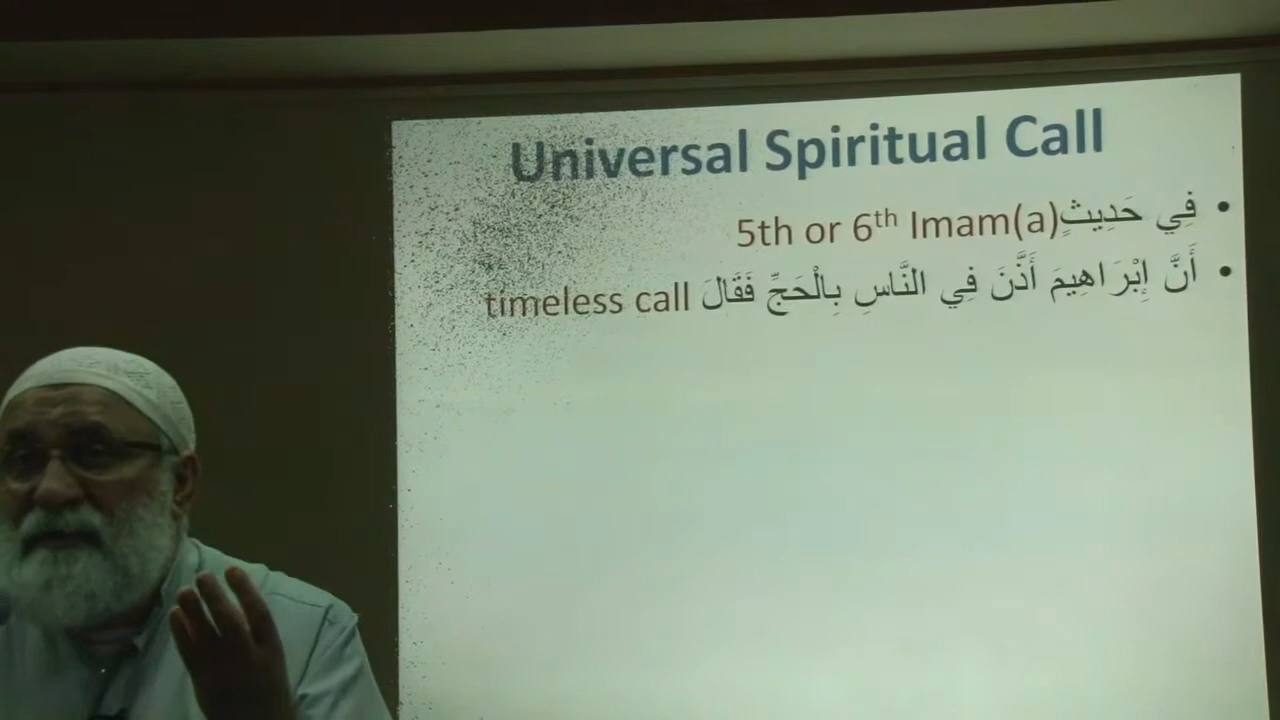 Universal Spiritual Call
• فِي حَدِيثٍ 5th or 6th Imam(a)
• أَنَّ إِبْرَاهِيمَ أَذَّنَ فِي النَّاسِ بِالْحَجِّ فَقَالَ timeless call